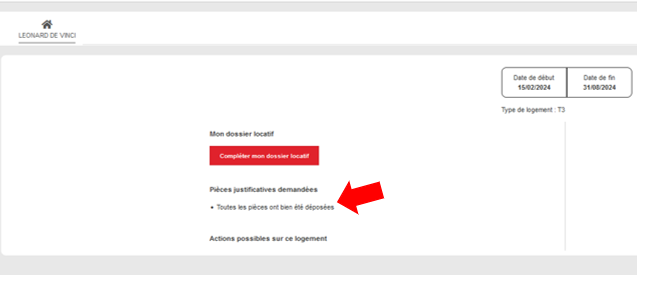 LEONARD DE VINCI
Date de début
15/02/2024
Date de fin
31/08/2024
Type de logement : T3
Mon dossier locatif
Compléter mon dossier locatif
Pièces justificatives demandées
• Toutes les pièces ont bien été déposées
Actions possibles sur ce logement